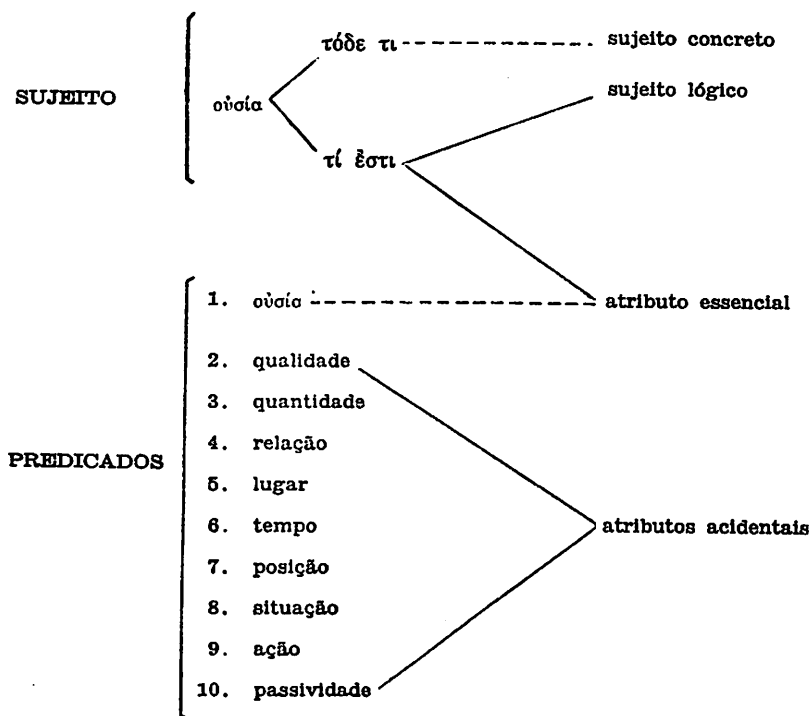 τόδε τι sujeito concreto
SUJEITO οὐσία sujeito lógico
τί ἔστι
1. οὐσία atributo essencial
2. qualidade
3. quantidade
4. relação
PREDICADOS
5. lugar
6. tempo atributos acidentais
7. posição
8. situação
9. ação
10. passividade